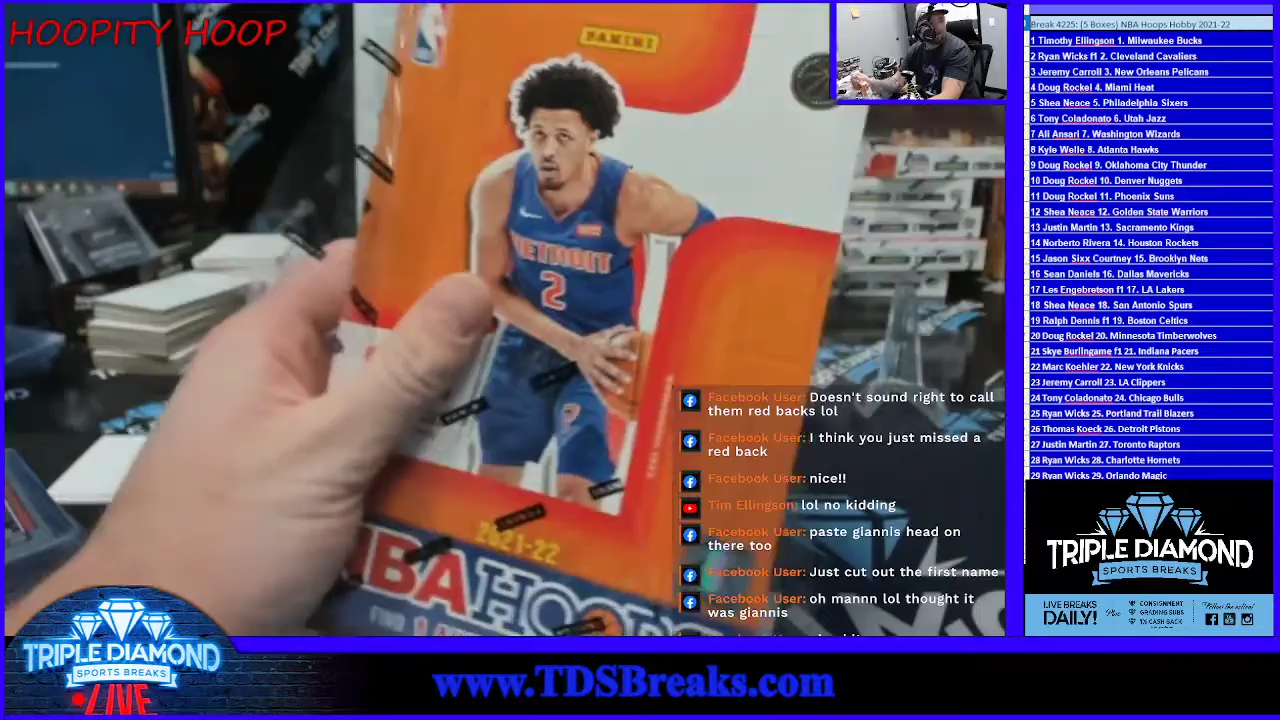 HOOPITY HOOP
PANINI
DETROIT
2
2021-22
NBA HOOPS
Facebook User: Doesn't sound right to call
them red backs lol
Facebook User: I think you just missed a
red back
Facebook User: nice!!
Tim Ellingson: lol no kidding
Facebook User: paste giannis head on
there too
Facebook User: Just cut out the first name
Facebook User: oh mannn lol thought it
was giannis
Break 4225: (5 Boxes) NBA Hoops Hobby 2021-22
1 Timothy Ellingson 1. Milwaukee Bucks
2 Ryan Wicks f1 2. Cleveland Cavaliers
3 Jeremy Carroll 3. New Orleans Pelicans
4 Doug Rockel 4. Miami Heat
5 Shea Neace 5. Philadelphia Sixers
6 Tony Coladonato 6. Utah Jazz
7 Ali Ansari 7. Washington Wizards
8 Kyle Welle 8. Atlanta Hawks
9 Doug Rockel 9. Oklahoma City Thunder
10 Doug Rockel 10. Denver Nuggets
11 Doug Rockel 11. Phoenix Suns
12 Shea Neace 12. Golden State Warriors
13 Justin Martin 13. Sacramento Kings
14 Norberto Rivera 14. Houston Rockets
15 Jason Sixx Courtney 15. Brooklyn Nets
16 Sean Daniels 16. Dallas Mavericks
17 Les Engebretson f1 17. LA Lakers
18 Shea Neace 18. San Antonio Spurs
19 Ralph Dennis f1 19. Boston Celtics
20 Doug Rockel 20. Minnesota Timberwolves
21 Skye Burlingame f1 21. Indiana Pacers
22 Marc Koehler 22. New York Knicks
23 Jeremy Carroll 23. LA Clippers
24 Tony Coladonato 24. Chicago Bulls
25 Ryan Wicks 25. Portland Trail Blazers
26 Thomas Koeck 26. Detroit Pistons
27 Justin Martin 27. Toronto Raptors
28 Ryan Wicks 28. Charlotte Hornets
29 Ryan Wicks 29. Orlando Magic
TRIPLE DIAMOND
SPORTS BREAKS
LIVE BREAKS
DAILY!
Plus
CONSIGNMENT
GRADING SUBS
1% CASH BACK
Follow the action!
TRIPLE DIAMOND
SPORTS BREAKS
LIVE
www.TDSBreaks.com